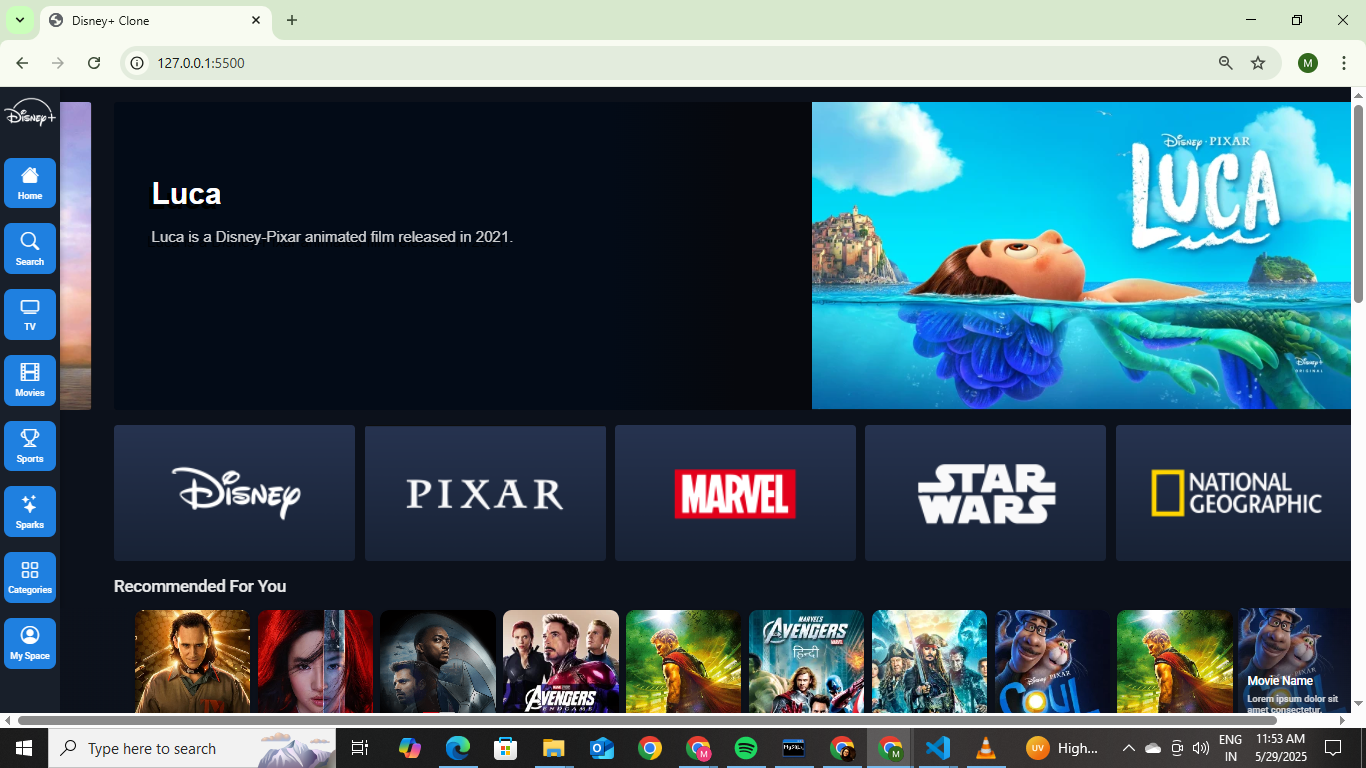 Disney+ Clone
127.0.0.1:5500
M
Disney+
Home
Search
TV
Movies
Sports
Sparks
Categories
My Space
Luca
Luca is a Disney-Pixar animated film released in 2021.
Disney · PIXAR
LUCA
Disney+
ORIGINAL
Disney
PIXAR
MARVEL
STAR
WARS
NATIONAL
GEOGRAPHIC
Recommended For You
AVENGERS
ENDGAME
MARVEL'S
AVENGERS
हिन्दी
Disney PIXAR
Movie Name
Lorem ipsum dolor sit
amet consectetur,
Type here to search
M
MySQL
M
UV
High...
ENG
IN
11:53 AM
5/29/2025